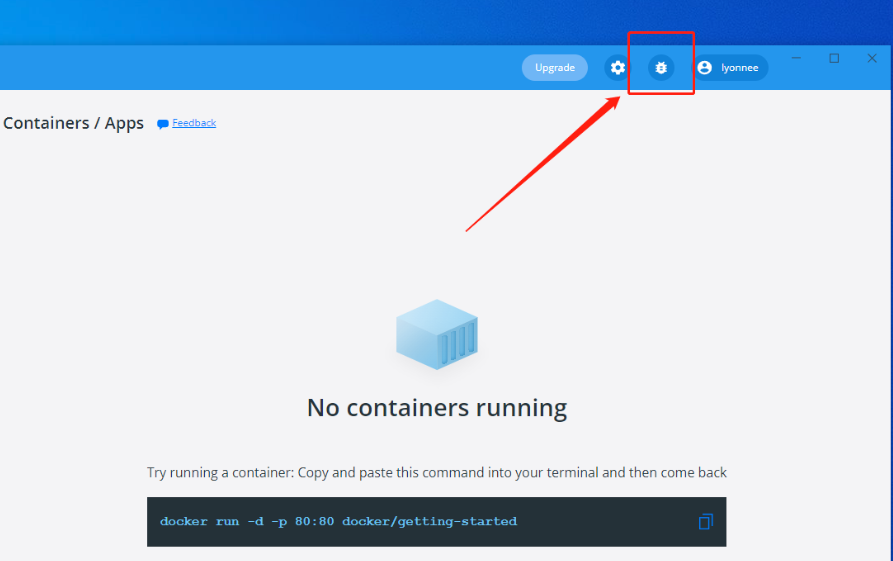 Upgrade
lyonnee
Containers / Apps
Feedback
No containers running
Try running a container: Copy and paste this command into your terminal and then come back
docker run -d -p 80:80 docker/getting-started